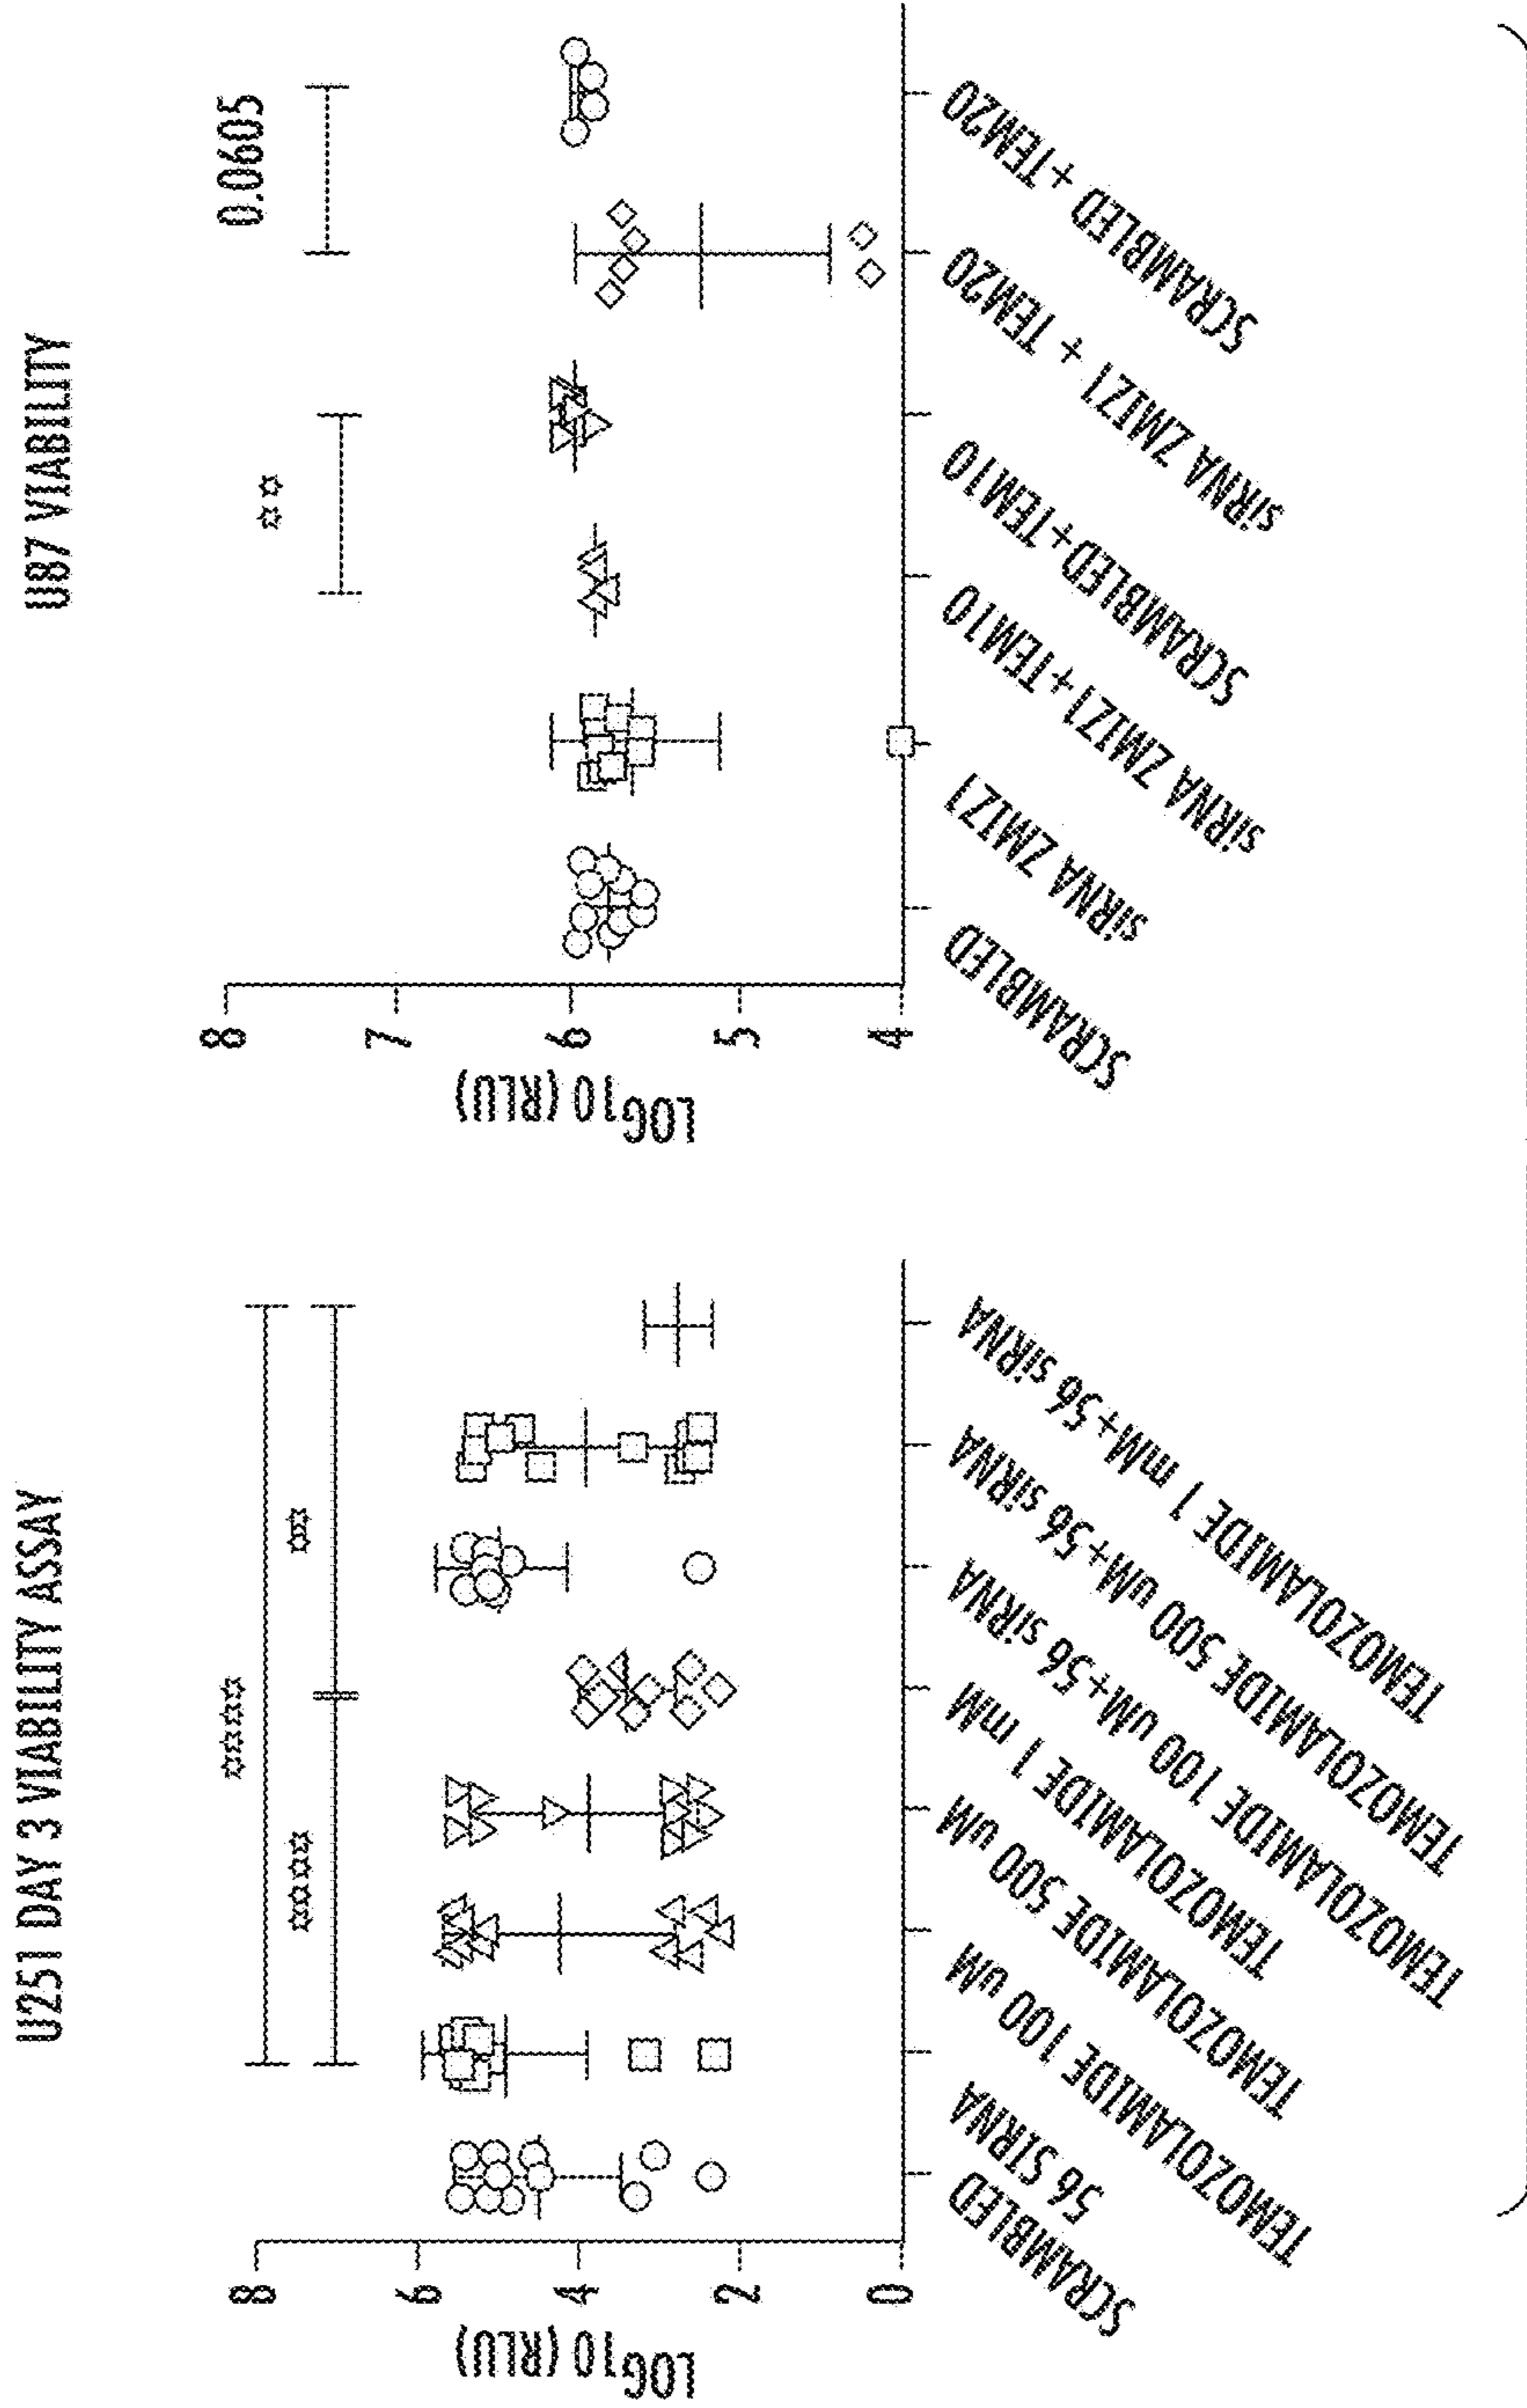 U251 DAY 3 VIABILITY ASSAY
LOG10 (RLU)
8
6
4
2
0
☆☆☆☆
☆☆☆☆
☆☆
SCRAMBLED
56 SIRNA
TEMOZOLAMIDE 100 uM
TEMOZOLAMIDE 500 uM
TEMOZOLAMIDE 1 mM
TEMOZOLAMIDE 100 uM+56 siRNA
TEMOZOLAMIDE 500 uM+56 siRNA
TEMOZOLAMIDE 1 mM+56 siRNA
U87 VIABILITY
LOG10 (RLU)
8
7
6
5
4
☆☆
0.0605
SCRAMBLED
siRNA ZMIZ1
siRNA ZMIZ1+TEM10
SCRAMBLED+TEM10
siRNA ZMIZ1 + TEM20
SCRAMBLED + TEM20